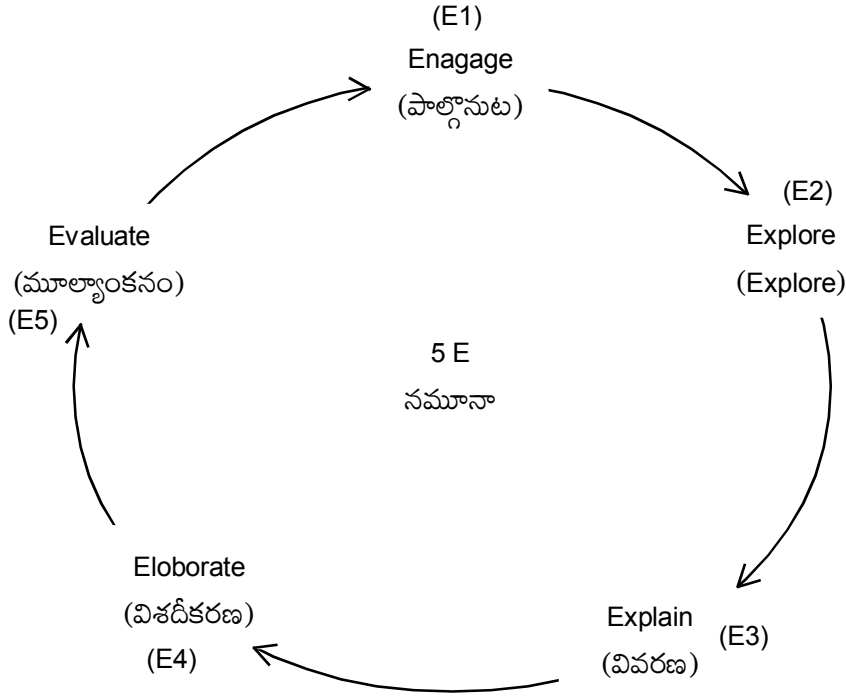 (E1)
Enagage
(పాల్గొనుట)
(E2)
Explore
(Explore)
Evaluate
(మూల్యాంకనం)
(E5)
5 E
నమూనా
Eloborate
(విశదీకరణ)
(E4)
Explain
(E3)
(వివరణ)